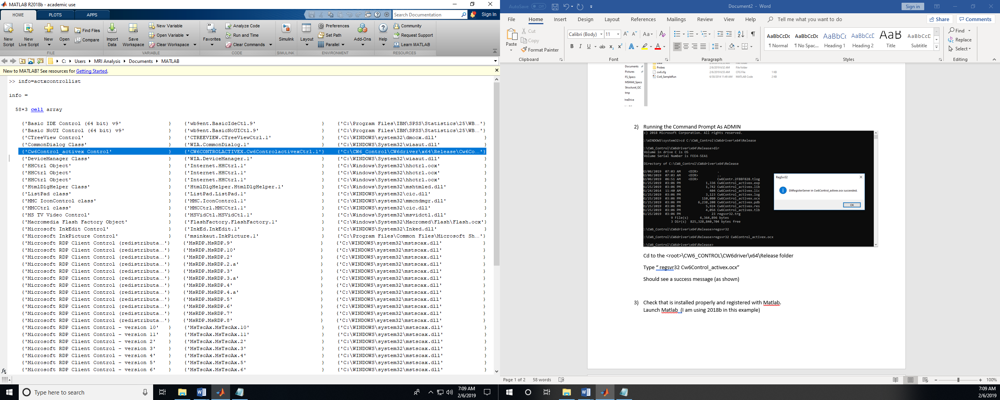 MATLAB R2018b - academic use
HOME PLOTS APPS
Search Documentation
Sign In
New Script
New Live Script
New
Open
Find Files
Compare
FILE
Import Data
Save Workspace
New Variable
Open Variable
Clear Workspace
VARIABLE
Favorites
Analyze Code
Run and Time
Clear Commands
CODE
Simulink
SIMULINK
Layout
Preferences
Set Path
Parallel
Add-Ons
ENVIRONMENT
Help
Community
Request Support
Learn MATLAB
RESOURCES
C: Users MRI Analysis Documents MATLAB
New to MATLAB? See resources for Getting Started.
>> info=actxcontrollist
info =
58×3 cell array
{'Basic IDE Control (64 bit) v9' } {'wb9ent.BasicIdeCtl.9' } {'C:\Program Files\IBM\SPSS\Statistics\25\WB…'}
{'Basic NoUI Control (64 bit) v9' } {'wb9ent.BasicNoUICtl.9' } {'C:\Program Files\IBM\SPSS\Statistics\25\WB…'}
{'CTreeView Control' } {'CTREEVIEW.CTreeViewCtrl.1' } {'C:\WINDOWS\system32\dmocx.dll' }
{'CommonDialog Class' } {'WIA.CommonDialog.1' } {'C:\WINDOWS\System32\wiaaut.dll' }
{'Cw6Control_activex Control' } {'CW6CONTROLACTIVEX.Cw6ControlactivexCtrl.1'} {'C:\CW6_Control\CW6driver\x64\Release\Cw6Co…'}
{'DeviceManager Class' } {'WIA.DeviceManager.1' } {'C:\WINDOWS\System32\wiaaut.dll' }
{'HHCtrl Object' } {'Internet.HHCtrl.1' } {'C:\Windows\System32\hhctrl.ocx' }
{'HHCtrl Object' } {'Internet.HHCtrl.1' } {'C:\Windows\System32\hhctrl.ocx' }
{'HHCtrl Object' } {'Internet.HHCtrl.1' } {'C:\Windows\System32\hhctrl.ocx' }
{'HtmlDlgHelper Class' } {'HtmlDlgHelper.HtmlDlgHelper.1' } {'C:\Windows\System32\mshtmled.dll' }
{'ListPad class' } {'ListPad.ListPad.1' } {'C:\WINDOWS\System32\cic.dll' }
{'MMC IconControl class' } {'MMC.IconControl.1' } {'C:\WINDOWS\System32\mmcndmgr.dll' }
{'MMCCtrl class' } {'MMCCtrl.MMCCtrl.1' } {'C:\WINDOWS\System32\cic.dll' }
{'MS TV Video Control' } {'MSVidCtl.MSVidCtl.1' } {'C:\Windows\System32\msvidctl.dll' }
{'Macromedia Flash Factory Object' } {'FlashFactory.FlashFactory.1' } {'C:\Windows\System32\Macromed\Flash\Flash.ocx'}
{'Microsoft InkEdit Control' } {'InkEd.InkEdit.1' } {'C:\WINDOWS\System32\Inked.dll' }
{'Microsoft InkPicture Control' } {'msinkaut.InkPicture.1' } {'C:\Program Files\Common Files\Microsoft Sh…'}
{'Microsoft RDP Client Control (redistributa…'} {'MsRDP.MsRDP.9' } {'C:\WINDOWS\system32\mstscax.dll' }
{'Microsoft RDP Client Control (redistributa…'} {'MsRDP.MsRDP.10' } {'C:\WINDOWS\system32\mstscax.dll' }
{'Microsoft RDP Client Control (redistributa…'} {'MsRDP.MsRDP.2' } {'C:\WINDOWS\system32\mstscax.dll' }
{'Microsoft RDP Client Control (redistributa…'} {'MsRDP.MsRDP.2.a' } {'C:\WINDOWS\system32\mstscax.dll' }
{'Microsoft RDP Client Control (redistributa…'} {'MsRDP.MsRDP.3' } {'C:\WINDOWS\system32\mstscax.dll' }
{'Microsoft RDP Client Control (redistributa…'} {'MsRDP.MsRDP.3.a' } {'C:\WINDOWS\system32\mstscax.dll' }
{'Microsoft RDP Client Control (redistributa…'} {'MsRDP.MsRDP.4' } {'C:\WINDOWS\system32\mstscax.dll' }
{'Microsoft RDP Client Control (redistributa…'} {'MsRDP.MsRDP.4.a' } {'C:\WINDOWS\system32\mstscax.dll' }
{'Microsoft RDP Client Control (redistributa…'} {'MsRDP.MsRDP.5' } {'C:\WINDOWS\system32\mstscax.dll' }
{'Microsoft RDP Client Control (redistributa…'} {'MsRDP.MsRDP.6' } {'C:\WINDOWS\system32\mstscax.dll' }
{'Microsoft RDP Client Control (redistributa…'} {'MsRDP.MsRDP.7' } {'C:\WINDOWS\system32\mstscax.dll' }
{'Microsoft RDP Client Control (redistributa…'} {'MsRDP.MsRDP.8' } {'C:\WINDOWS\system32\mstscax.dll' }
{'Microsoft RDP Client Control - version 10' } {'MsTscAx.MsTscAx.10' } {'C:\WINDOWS\system32\mstscax.dll' }
{'Microsoft RDP Client Control - version 11' } {'MsTscAx.MsTscAx.11' } {'C:\WINDOWS\system32\mstscax.dll' }
{'Microsoft RDP Client Control - version 2' } {'MsTscAx.MsTscAx.2' } {'C:\WINDOWS\system32\mstscax.dll' }
{'Microsoft RDP Client Control - version 3' } {'MsTscAx.MsTscAx.3' } {'C:\WINDOWS\system32\mstscax.dll' }
{'Microsoft RDP Client Control - version 4' } {'MsTscAx.MsTscAx.4' } {'C:\WINDOWS\system32\mstscax.dll' }
{'Microsoft RDP Client Control - version 5' } {'MsTscAx.MsTscAx.5' } {'C:\WINDOWS\system32\mstscax.dll' }
{'Microsoft RDP Client Control - version 6' } {'MsTscAx.MsTscAx.6' } {'C:\WINDOWS\system32\mstscax.dll' }
fx
Type here to search
7:09 AM
2/6/2019
AutoSave Off
Document2 - Word
Sign in
File Home Insert Design Layout References Mailings Review View Help Tell me what you want to do
Share Comments
Paste
Cut
Copy
Format Painter
Clipboard
Calibri (Body) 11
Font
Paragraph
AaBbCcDc AaBbCcDc AaBbCc AaBbCcE AaB AaBbCcD
¶ Normal ¶ No Spac... Heading 1 Heading 2 Title Subtitle
Styles
Find
Replace
Select
Editing
Documents
Pictures
FS_Specs
MSMAll_Specs
Structural_QC
tmp
Data 2/6/2019 6:53 AM File folder
Probes 2/6/2019 6:52 AM File folder
cw6.cfg 2/6/2019 6:55 AM CFG File 1 KB
Cw6_SampleRun 6/30/2014 11:49 AM MATLAB Code 2 KB
neDrive
2) Running the Command Prompt As ADMIN
c) 2018 Microsoft Corporation. All rights reserved.
:\WINDOWS\system32>cd C:\CW6_Control\CW6driver\x64\Release
:\CW6_Control\CW6driver\x64\Release>dir
Volume in drive C is OS
Volume Serial Number is FEE4-5EA1
Directory of C:\CW6_Control\CW6driver\x64\Release
2/06/2019 07:03 AM <DIR> .
2/06/2019 07:03 AM <DIR> ..
2/06/2019 06:51 AM <DIR> Cw6Contr.2FBBF828.tlog
1/25/2019 03:06 PM 1,336 Cw6Control_activex.exp
1/25/2019 03:06 PM 1,742 Cw6Control_activex.lib
1/24/2014 11:40 AM 404 Cw6Control_activex.lic
1/25/2019 03:06 PM 3,123 Cw6Control_activex.log
1/25/2019 03:06 PM 110,080 Cw6Control_activex.ocx
1/25/2019 03:06 PM 6,238,208 Cw6Control_activex.pdb
1/25/2019 03:06 PM 5,924 Cw6Control_activex.res
1/25/2019 03:06 PM 4,056 Cw6Control_activex.tlb
1/25/2019 03:06 PM 23 regsvr32.trg
9 File(s) 6,364,896 bytes
3 Dir(s) 825,328,840,704 bytes free
:\CW6_Control\CW6driver\x64\Release>regsvr32
:\CW6_Control\CW6driver\x64\Release>regsvr32 Cw6Control_activex.ocx
:\CW6_Control\CW6driver\x64\Release>
RegSvr32
DllRegisterServer in Cw6Control_activex.ocx succeeded.
OK
Cd to the <root>\CW6_CONTROL\CW6driver\x64\Release folder
Type “ regsvr32 Cw6Control_activex.ocx”
Should see a success message (as shown)
3) Check that is installed properly and registered with Matlab.
Launch Matlab (I am using 2018b in this example)
Page 1 of 2 58 words
100%
7:09 AM
2/6/2019